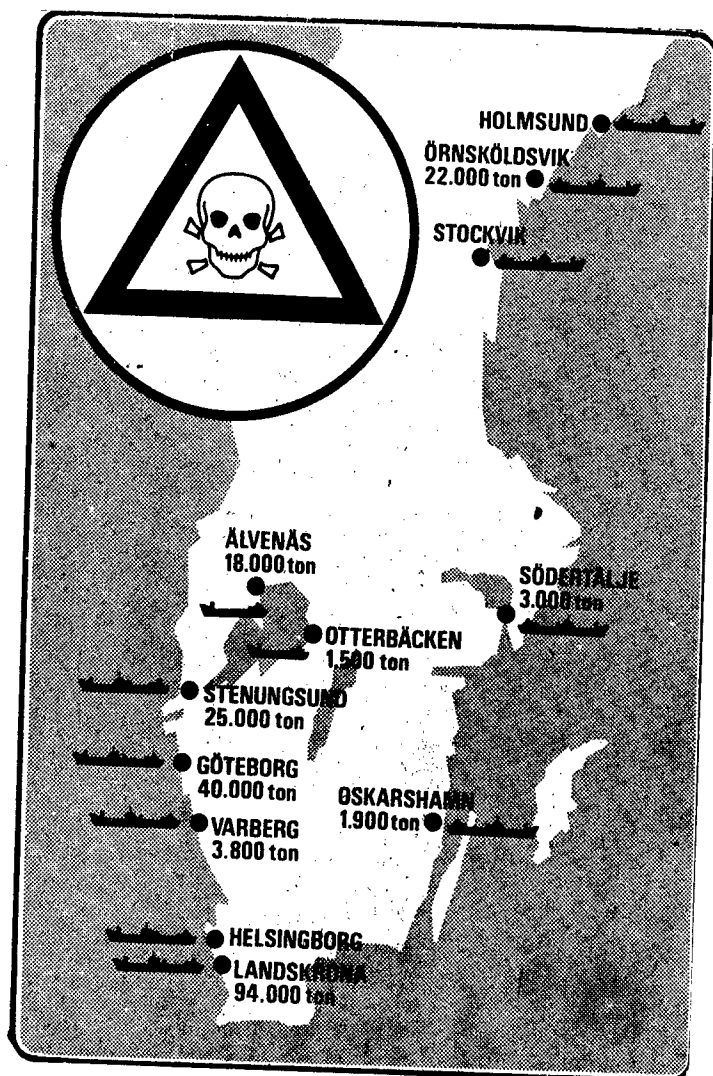 HOLMSUND
ÖRNSKÖLDSVIK
22.000 ton
STOCKVIK
ÄLVENÄS
18.000 ton
SÖDERTÄLJE
3.000 ton
OTTERBÄCKEN
1.500 ton
STENUNGSUND
25.000 ton
GÖTEBORG
40.000 ton
OSKARSHAMN
1.900 ton
VARBERG
3.800 ton
HELSINGBORG
LANDSKRONA
94.000 ton